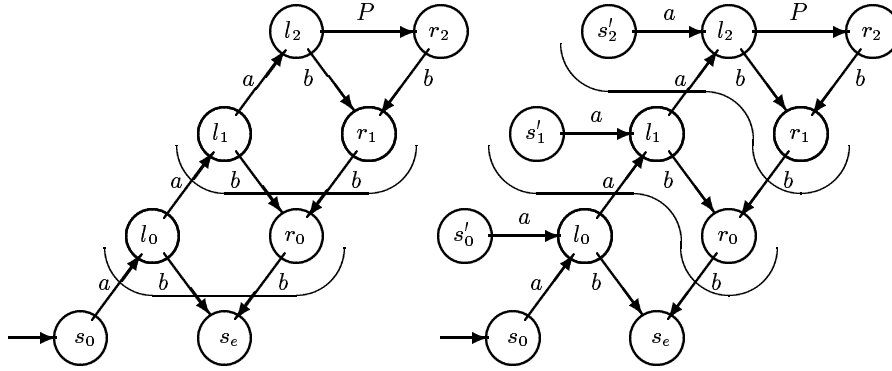 l₂ P r₂ s′₂ a l₂ P r₂
a b b a b b
l₁ r₁ s′₁ a l₁ r₁
a b b a b b
l₀ r₀ s′₀ a l₀ r₀
a b b a b b
s₀ sₑ s₀ sₑ